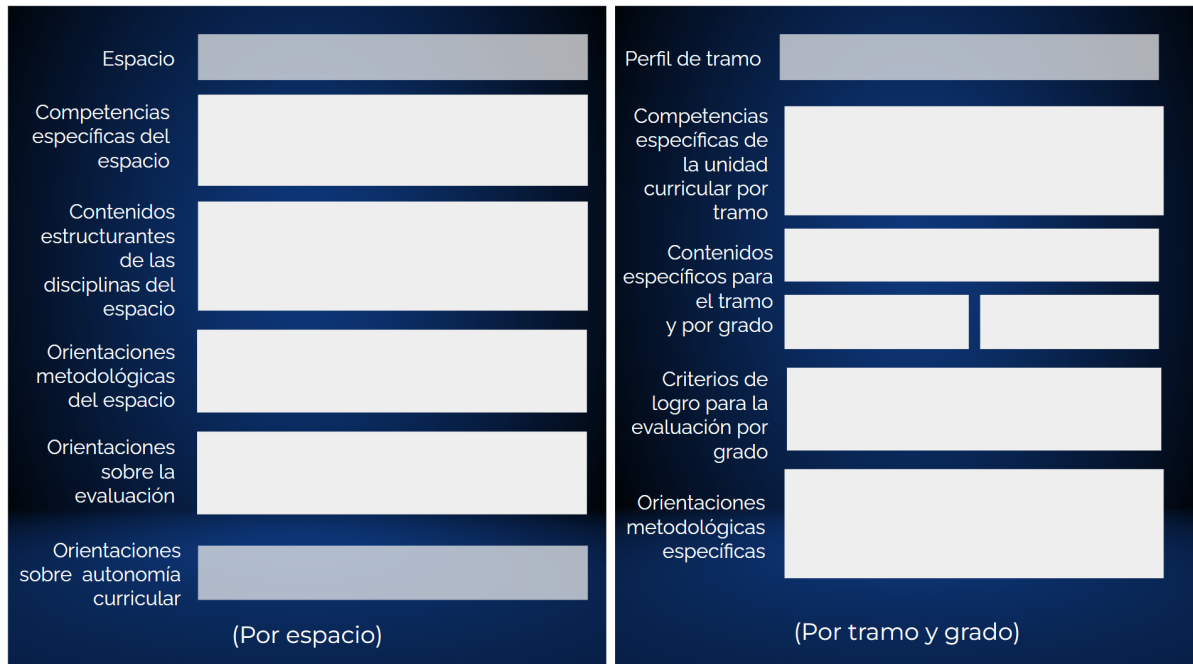 Espacio
Competencias
específicas del
espacio
Contenidos
estructurantes
de las
disciplinas del
espacio
Orientaciones
metodológicas
del espacio
Orientaciones
sobre la
evaluación
Orientaciones
sobre autonomía
curricular
(Por espacio)
Perfil de tramo
Competencias
específicas de
la unidad
curricular por
tramo
Contenidos
específicos para
el tramo
y por grado
Criterios de
logro para la
evaluación por
grado
Orientaciones
metodológicas
específicas
(Por tramo y grado)